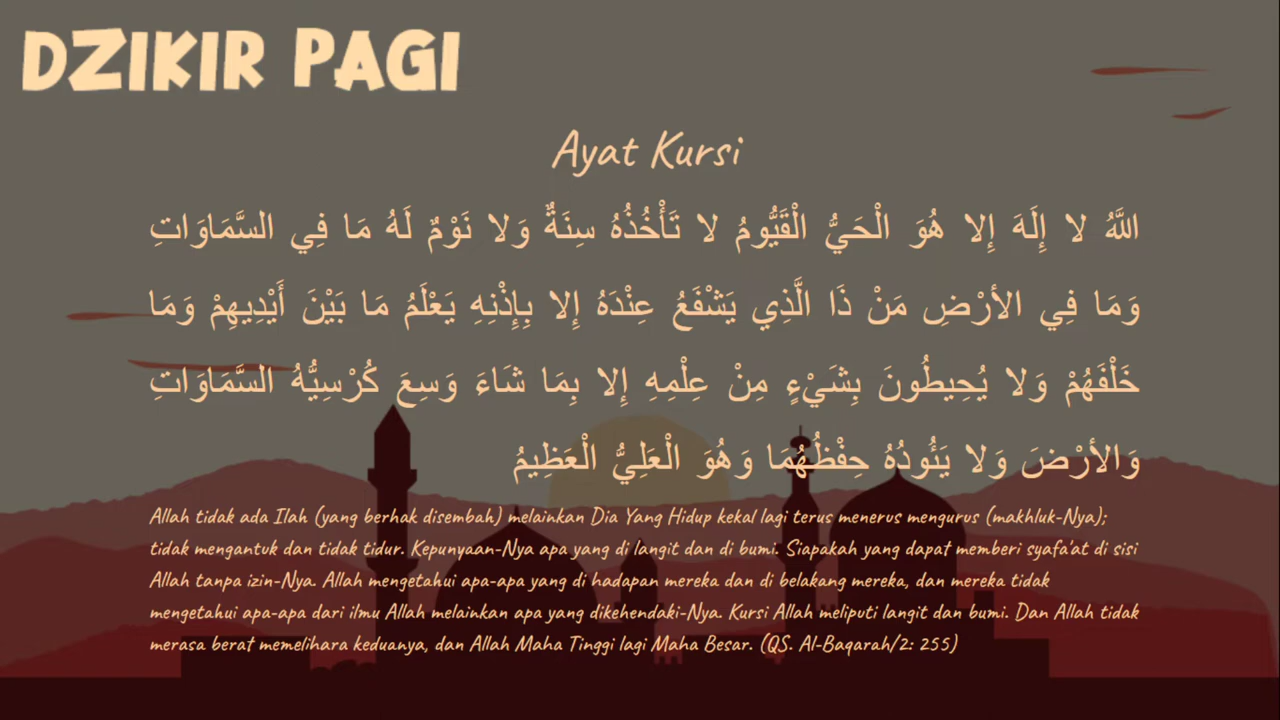 DZIKIR PAGI
Ayat Kursi
اللَّهُ لا إِلَهَ إِلا هُوَ الْحَيُّ الْقَيُّومُ لا تَأْخُذُهُ سِنَةٌ وَلا نَوْمٌ لَهُ مَا فِي السَّمَاوَاتِ
وَمَا فِي الأرْضِ مَنْ ذَا الَّذِي يَشْفَعُ عِنْدَهُ إِلا بِإِذْنِهِ يَعْلَمُ مَا بَيْنَ أَيْدِيهِمْ وَمَا
خَلْفَهُمْ وَلا يُحِيطُونَ بِشَيْءٍ مِنْ عِلْمِهِ إِلا بِمَا شَاءَ وَسِعَ كُرْسِيُّهُ السَّمَاوَاتِ
وَالأرْضَ وَلا يَئُودُهُ حِفْظُهُمَا وَهُوَ الْعَلِيُّ الْعَظِيمُ
Allah tidak ada Ilah (yang berhak disembah) melainkan Dia Yang Hidup kekal lagi terus menerus mengurus (makhluk-Nya);
tidak mengantuk dan tidak tidur. Kepunyaan-Nya apa yang di langit dan di bumi. Siapakah yang dapat memberi syafa'at di sisi
Allah tanpa izin-Nya. Allah mengetahui apa-apa yang di hadapan mereka dan di belakang mereka, dan mereka tidak
mengetahui apa-apa dari ilmu Allah melainkan apa yang dikehendaki-Nya. Kursi Allah meliputi langit dan bumi. Dan Allah tidak
merasa berat memelihara keduanya, dan Allah Maha Tinggi lagi Maha Besar. (QS. Al-Baqarah/2: 255)